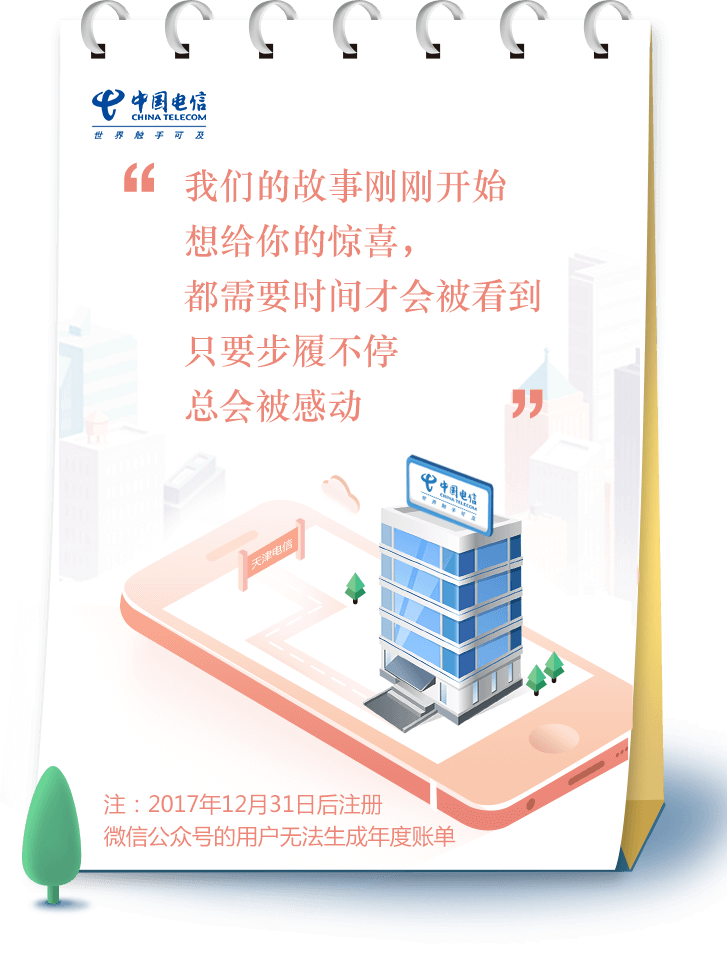 中国电信
CHINA TELECOM
世界触手可及
“ 我们的故事刚刚开始
想给你的惊喜，
都需要时间才会被看到
只要步履不停
总会被感动 ”
中国电信
CHINA TELECOM
世界触手可及
天津电信
注：2017年12月31日后注册
微信公众号的用户无法生成年度账单